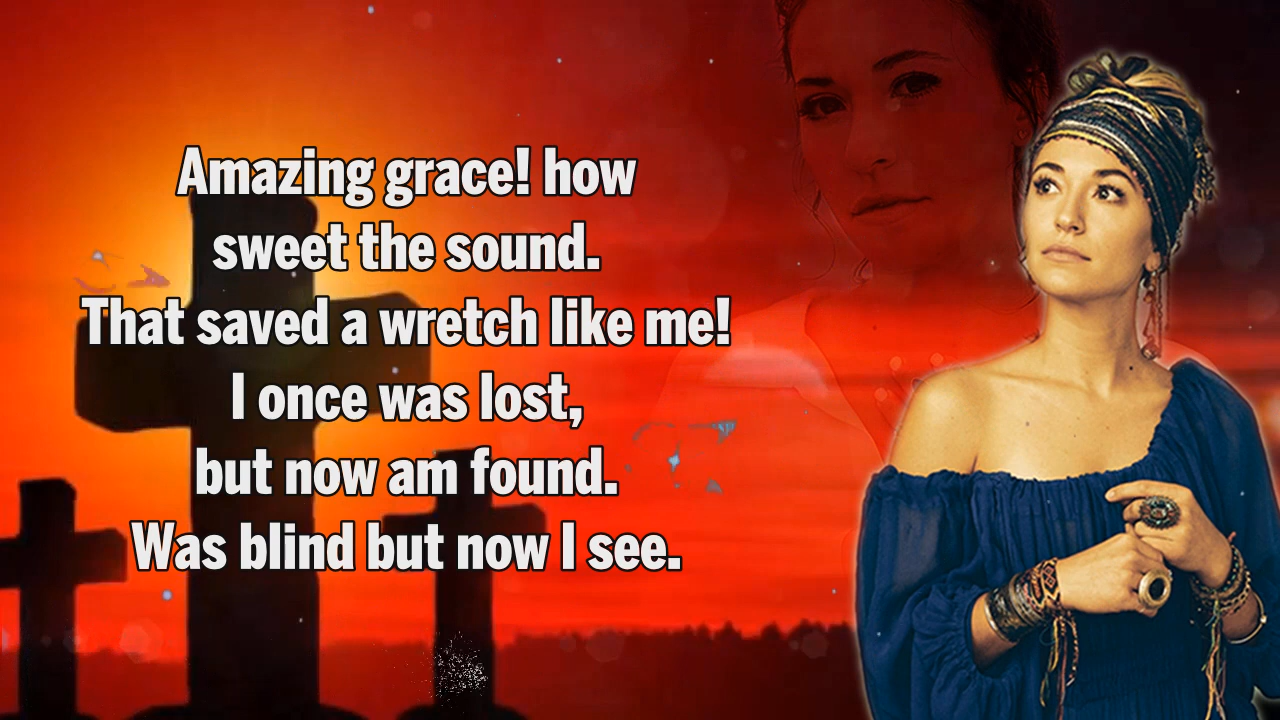 Amazing grace! how
sweet the sound.
That saved a wretch like me!
I once was lost,
but now am found.
Was blind but now I see.